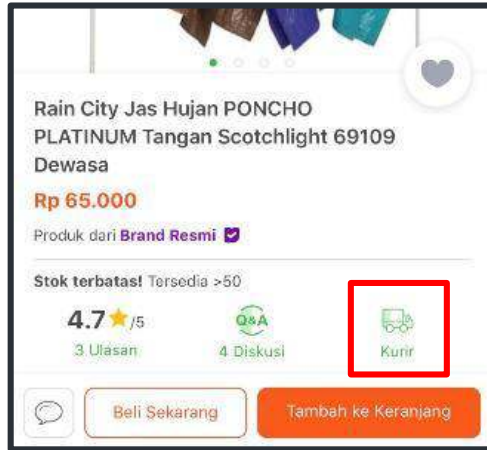 Rain City Jas Hujan PONCHO
PLATINUM Tangan Scotchlight 69109
Dewasa
Rp 65.000
Produk dari Brand Resmi
Stok terbatas! Tersedia >50
4.7 /5
Q&A
3 Ulasan
4 Diskusi
Kurir
Beli Sekarang
Tambah ke Keranjang